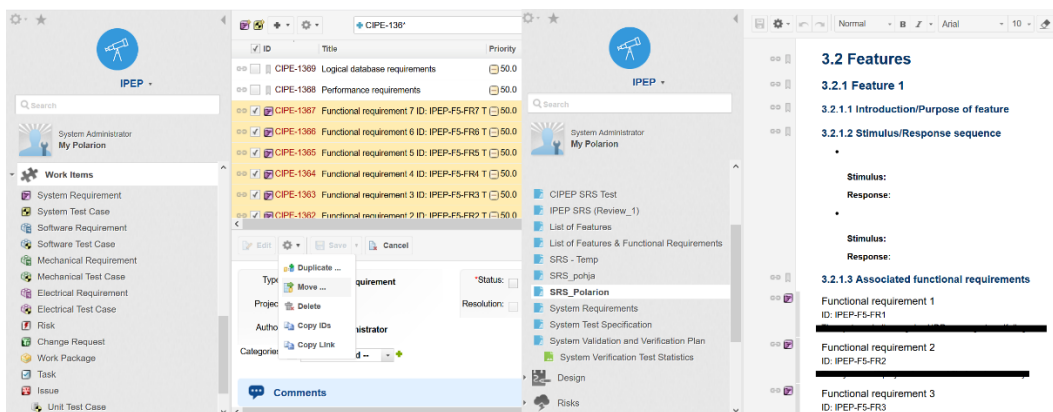 IPEP
Search
System Administrator
My Polarion
Work Items
System Requirement
System Test Case
Software Requirement
Software Test Case
Mechanical Requirement
Mechanical Test Case
Electrical Requirement
Electrical Test Case
Risk
Change Request
Work Package
Task
Issue
Unit Test Case
CIPE-136*
ID Title Priority
CIPE-1369 Logical database requirements 50.0
CIPE-1368 Performance requirements 50.0
CIPE-1367 Functional requirement 7 ID: IPEP-F5-FR7 T 50.0
CIPE-1366 Functional requirement 6 ID: IPEP-F5-FR6 T 50.0
CIPE-1365 Functional requirement 5 ID: IPEP-F5-FR5 T 50.0
CIPE-1364 Functional requirement 4 ID: IPEP-F5-FR4 T 50.0
CIPE-1363 Functional requirement 3 ID: IPEP-F5-FR3 T 50.0
CIPE-1362 Functional requirement 2 ID: IPEP-F5-FR2 T 50.0
Edit Save Cancel
Duplicate ...
Type quirement *Status:
Move ...
Projec Delete Resolution:
Autho Copy IDs nistrator
Copy Link
Categories d --
Comments
IPEP
Search
System Administrator
My Polarion
CIPEP SRS Test
IPEP SRS (Review_1)
List of Features
List of Features & Functional Requirements
SRS - Temp
SRS_pohja
SRS_Polarion
System Requirements
System Test Specification
System Validation and Verification Plan
System Verification Test Statistics
Design
Risks
Normal B I Arial 10
3.2 Features
3.2.1 Feature 1
3.2.1.1 Introduction/Purpose of feature
3.2.1.2 Stimulus/Response sequence
•
Stimulus:
Response:
•
Stimulus:
Response:
3.2.1.3 Associated functional requirements
Functional requirement 1
ID: IPEP-F5-FR1
Functional requirement 2
ID: IPEP-F5-FR2
Functional requirement 3
ID: IPEP-F5-FR3